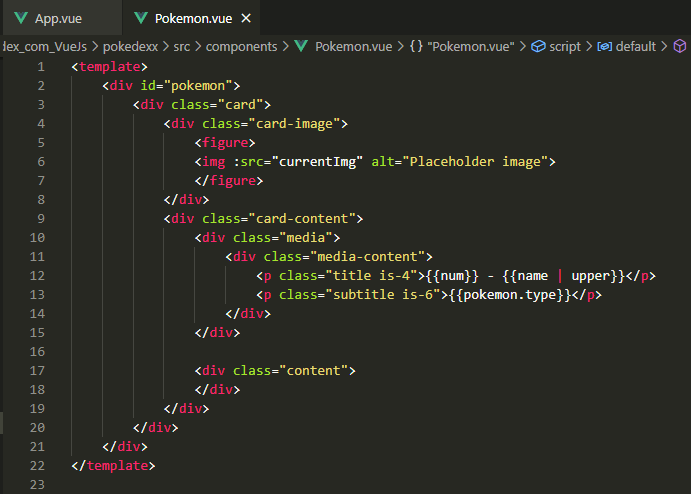 App.vue Pokemon.vue ×
dex_com_VueJs > pokedexx > src > components > Pokemon.vue > {} "Pokemon.vue" > script > default >
1 <template>
2 <div id="pokemon">
3 <div class="card">
4 <div class="card-image">
5 <figure>
6 <img :src="currentImg" alt="Placeholder image">
7 </figure>
8 </div>
9 <div class="card-content">
10 <div class="media">
11 <div class="media-content">
12 <p class="title is-4">{{num}} - {{name | upper}}</p>
13 <p class="subtitle is-6">{{pokemon.type}}</p>
14 </div>
15 </div>
16
17 <div class="content">
18 </div>
19 </div>
20 </div>
21 </div>
22 </template>
23